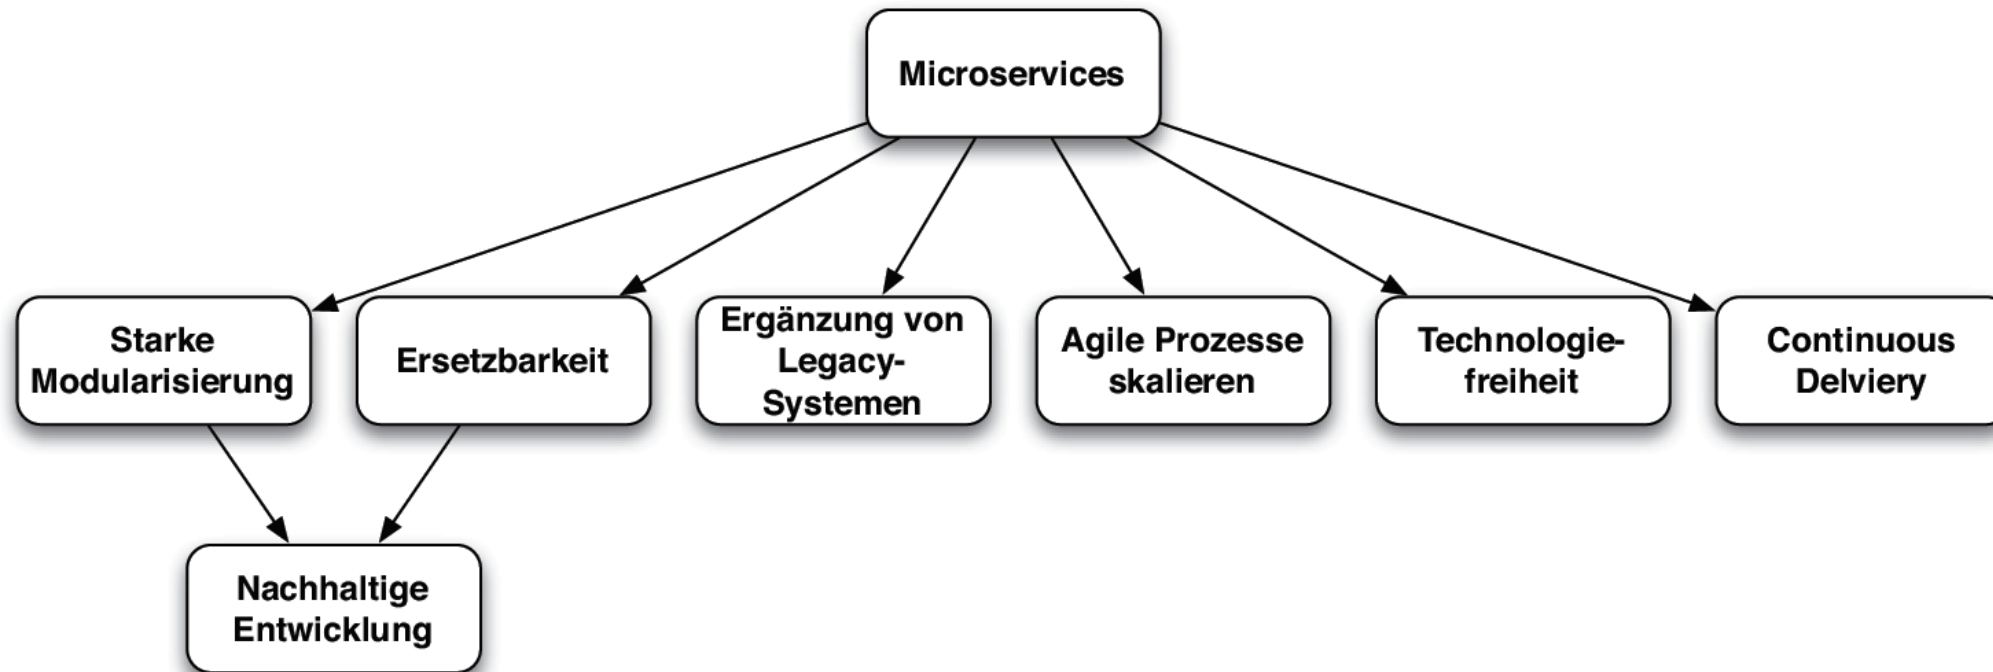 Microservices
Starke
Modularisierung
Ersetzbarkeit
Ergänzung von
Legacy-
Systemen
Agile Prozesse
skalieren
Technologie-
freiheit
Continuous
Delviery
Nachhaltige
Entwicklung